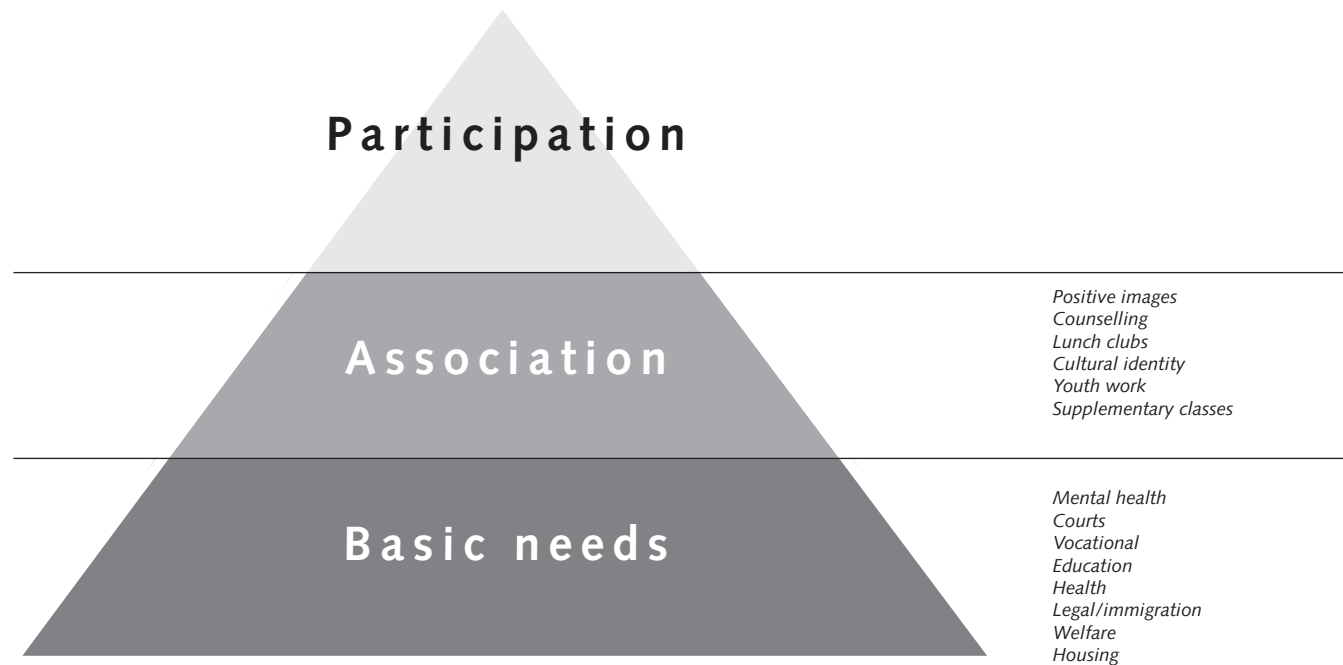 Participation
Association
Positive images
Counselling
Lunch clubs
Cultural identity
Youth work
Supplementary classes
Basic needs
Mental health
Courts
Vocational
Education
Health
Legal/immigration
Welfare
Housing